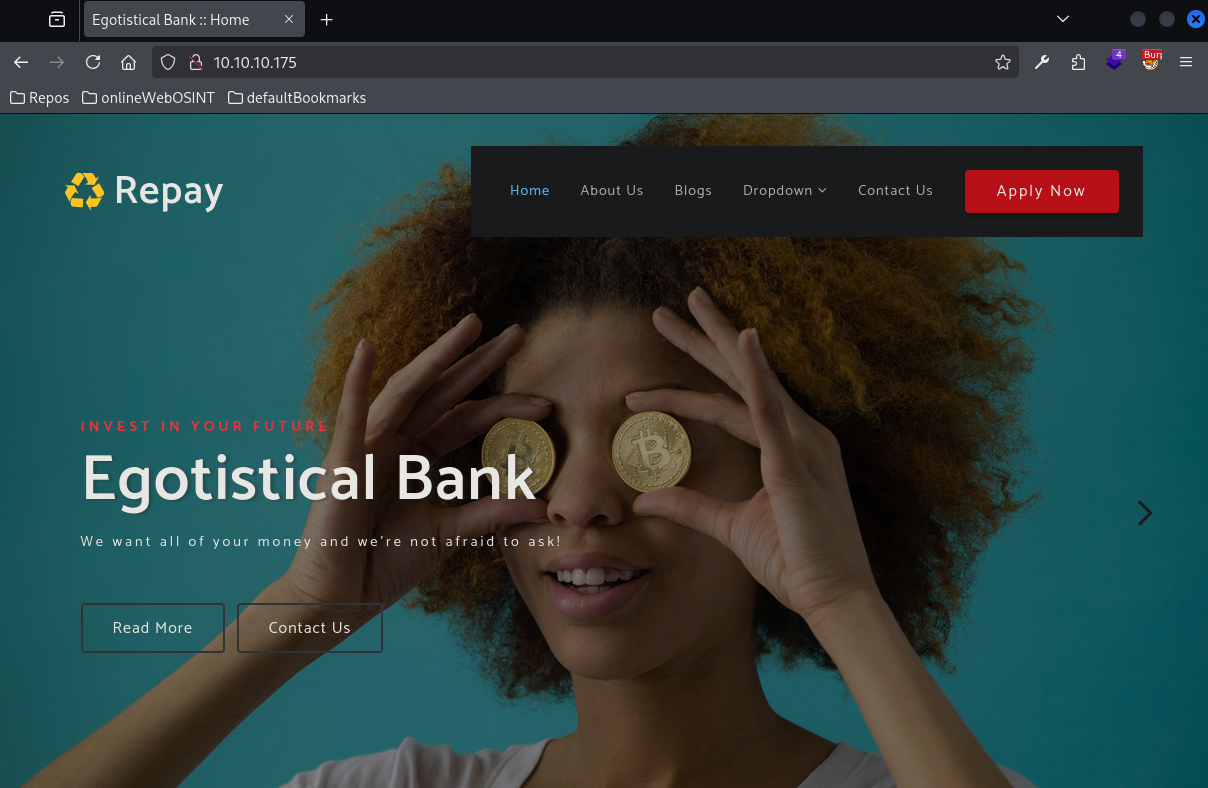 Egotistical Bank :: Home
10.10.10.175
4
Burp
Repos onlineWebOSINT defaultBookmarks
Repay
Home About Us Blogs Dropdown Contact Us Apply Now
INVEST IN YOUR FUTURE
Egotistical Bank
We want all of your money and we're not afraid to ask!
Read More Contact Us